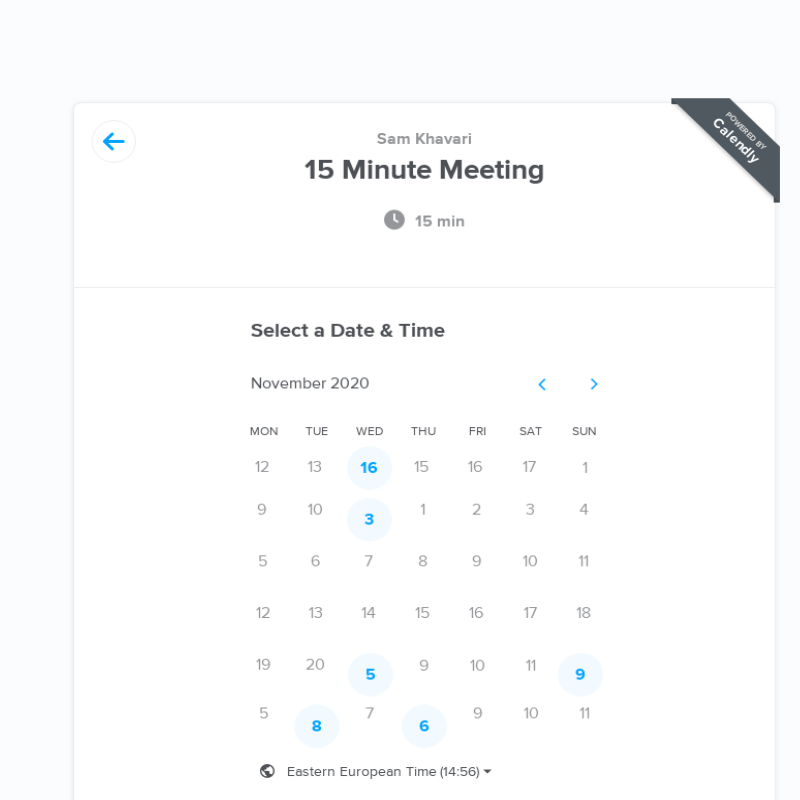 POWERED BY
Calendly
Sam Khavari
15 Minute Meeting
15 min
Select a Date & Time
November 2020
MON TUE WED THU FRI SAT SUN
12 13 16 15 16 17 1
9 10 3 1 2 3 4
5 6 7 8 9 10 11
12 13 14 15 16 17 18
19 20 5 9 10 11 9
5 8 7 6 9 10 11
Eastern European Time (14:56)